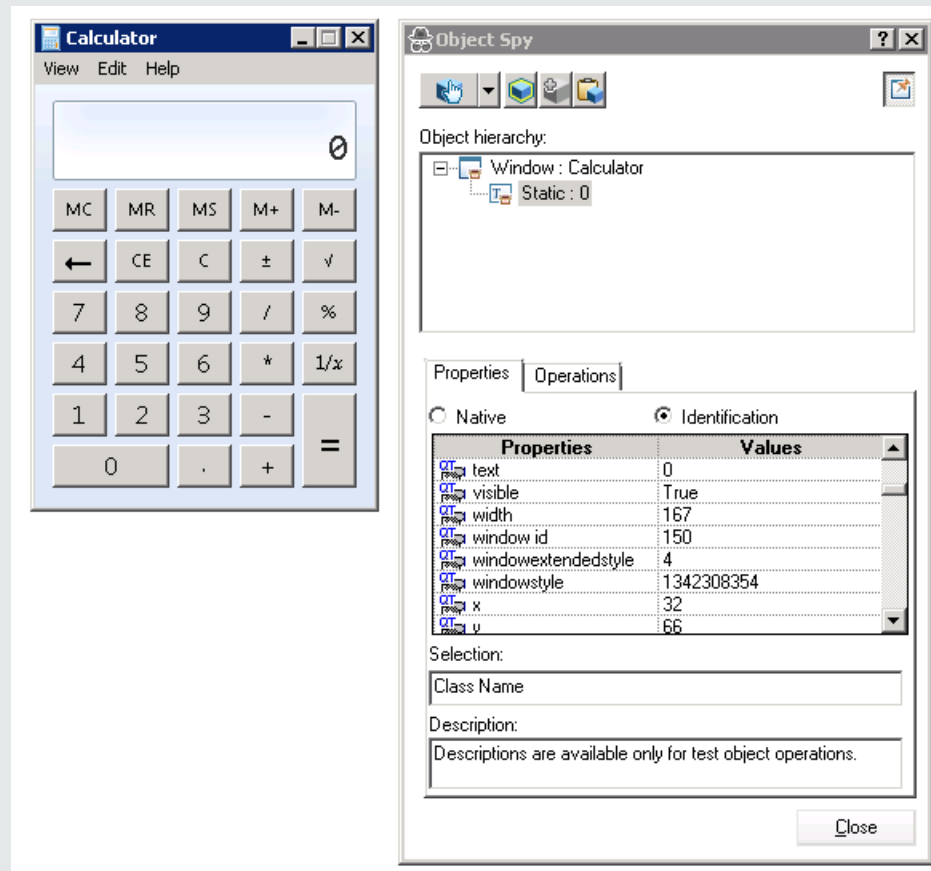 Calculator
View Edit Help
0
MC MR MS M+ M-
← CE C ± √
7 8 9 / %
4 5 6 * 1/x
1 2 3 - =
0 . +
Object Spy
Object hierarchy:
Window : Calculator
Static : 0
Properties Operations
Native Identification
Properties Values
text 0
visible True
width 167
window id 150
windowextendedstyle 4
windowstyle 1342308354
x 32
y 66
Selection:
Class Name
Description:
Descriptions are available only for test object operations.
Close